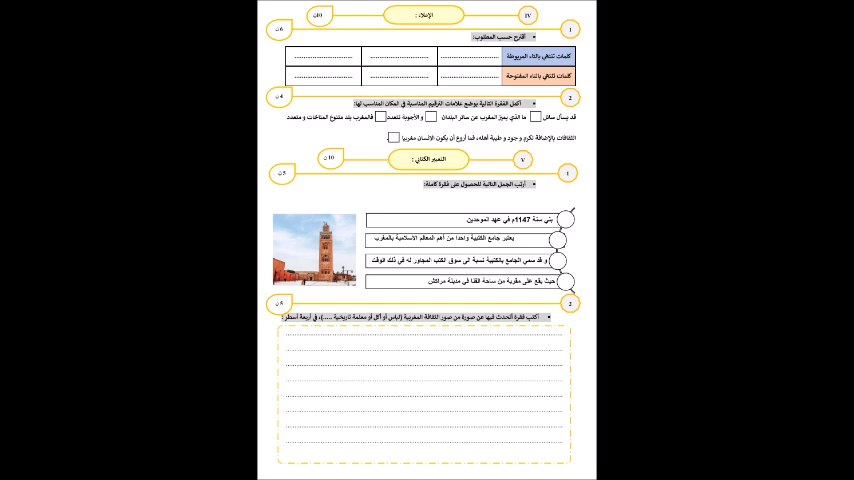 IV
الإملاء :
10ن
1
6 ن
أقترح حسب المطلوب:
كلمات تنتهي بالتاء المربوطة
كلمات تنتهي بالتاء المفتوحة
2
4 ن
أكمل الفقرة التالية بوضع علامات الترقيم المناسبة في المكان المناسب لها:
قد يسأل سائل ما الذي يميز المغرب عن سائر البلدان و الأجوبة تتعدد فالمغرب بلد متنوع المناخات و متعدد
الثقافات بالإضافة لكرم و جود و طيبة أهله، فما أروع أن يكون الإنسان مغربيا .
V
التعبير الكتابي :
10 ن
1
5 ن
أرتب الجمل التالية للحصول على فقرة كاملة:
بني سنة 1147م في عهد الموحدين.
يعتبر جامع الكتبية واحدا من أهم المعالم الاسلامية بالمغرب
و قد سمي الجامع بالكتبية نسبة الى سوق الكتب المجاور له في ذلك الوقت
حيث يقع على مقربة من ساحة الفنا في مدينة مراكش
2
5 ن
أكتب فقرة أتحدث فيها عن صورة من صور الثقافة المغربية (لباس أو أكل أو معلمة تاريخية .....)، في أربعة أسطر :